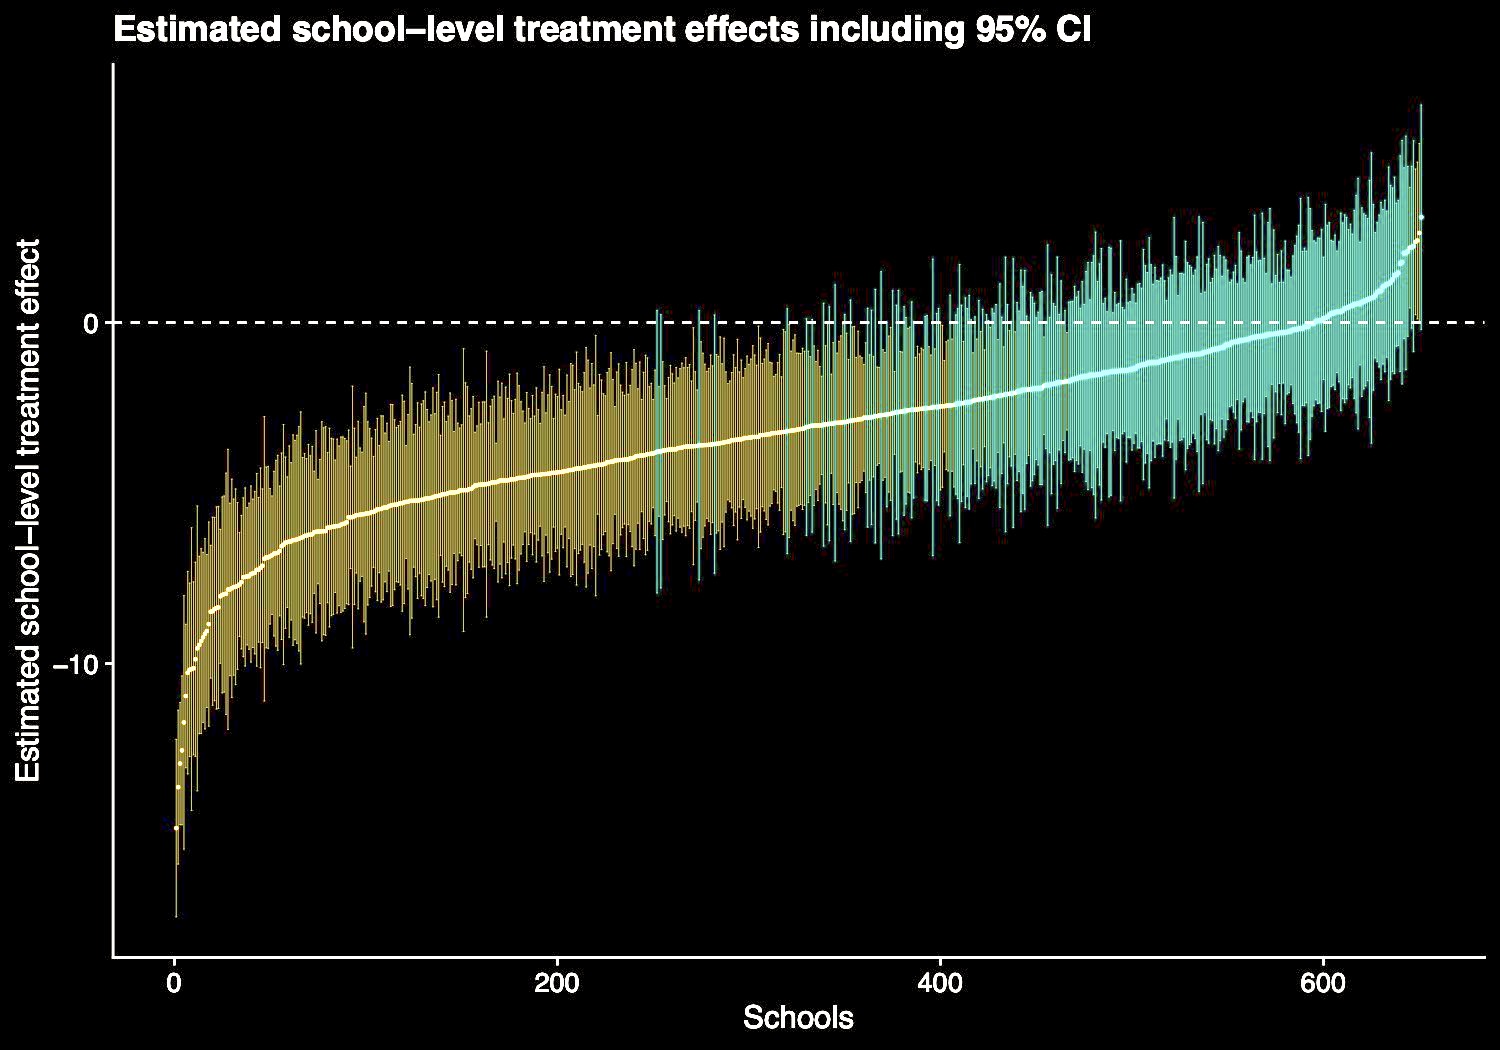 Estimated school–level treatment effects including 95% CI
Estimated school–level treatment effect
0
−10
0
200
400
600
Schools